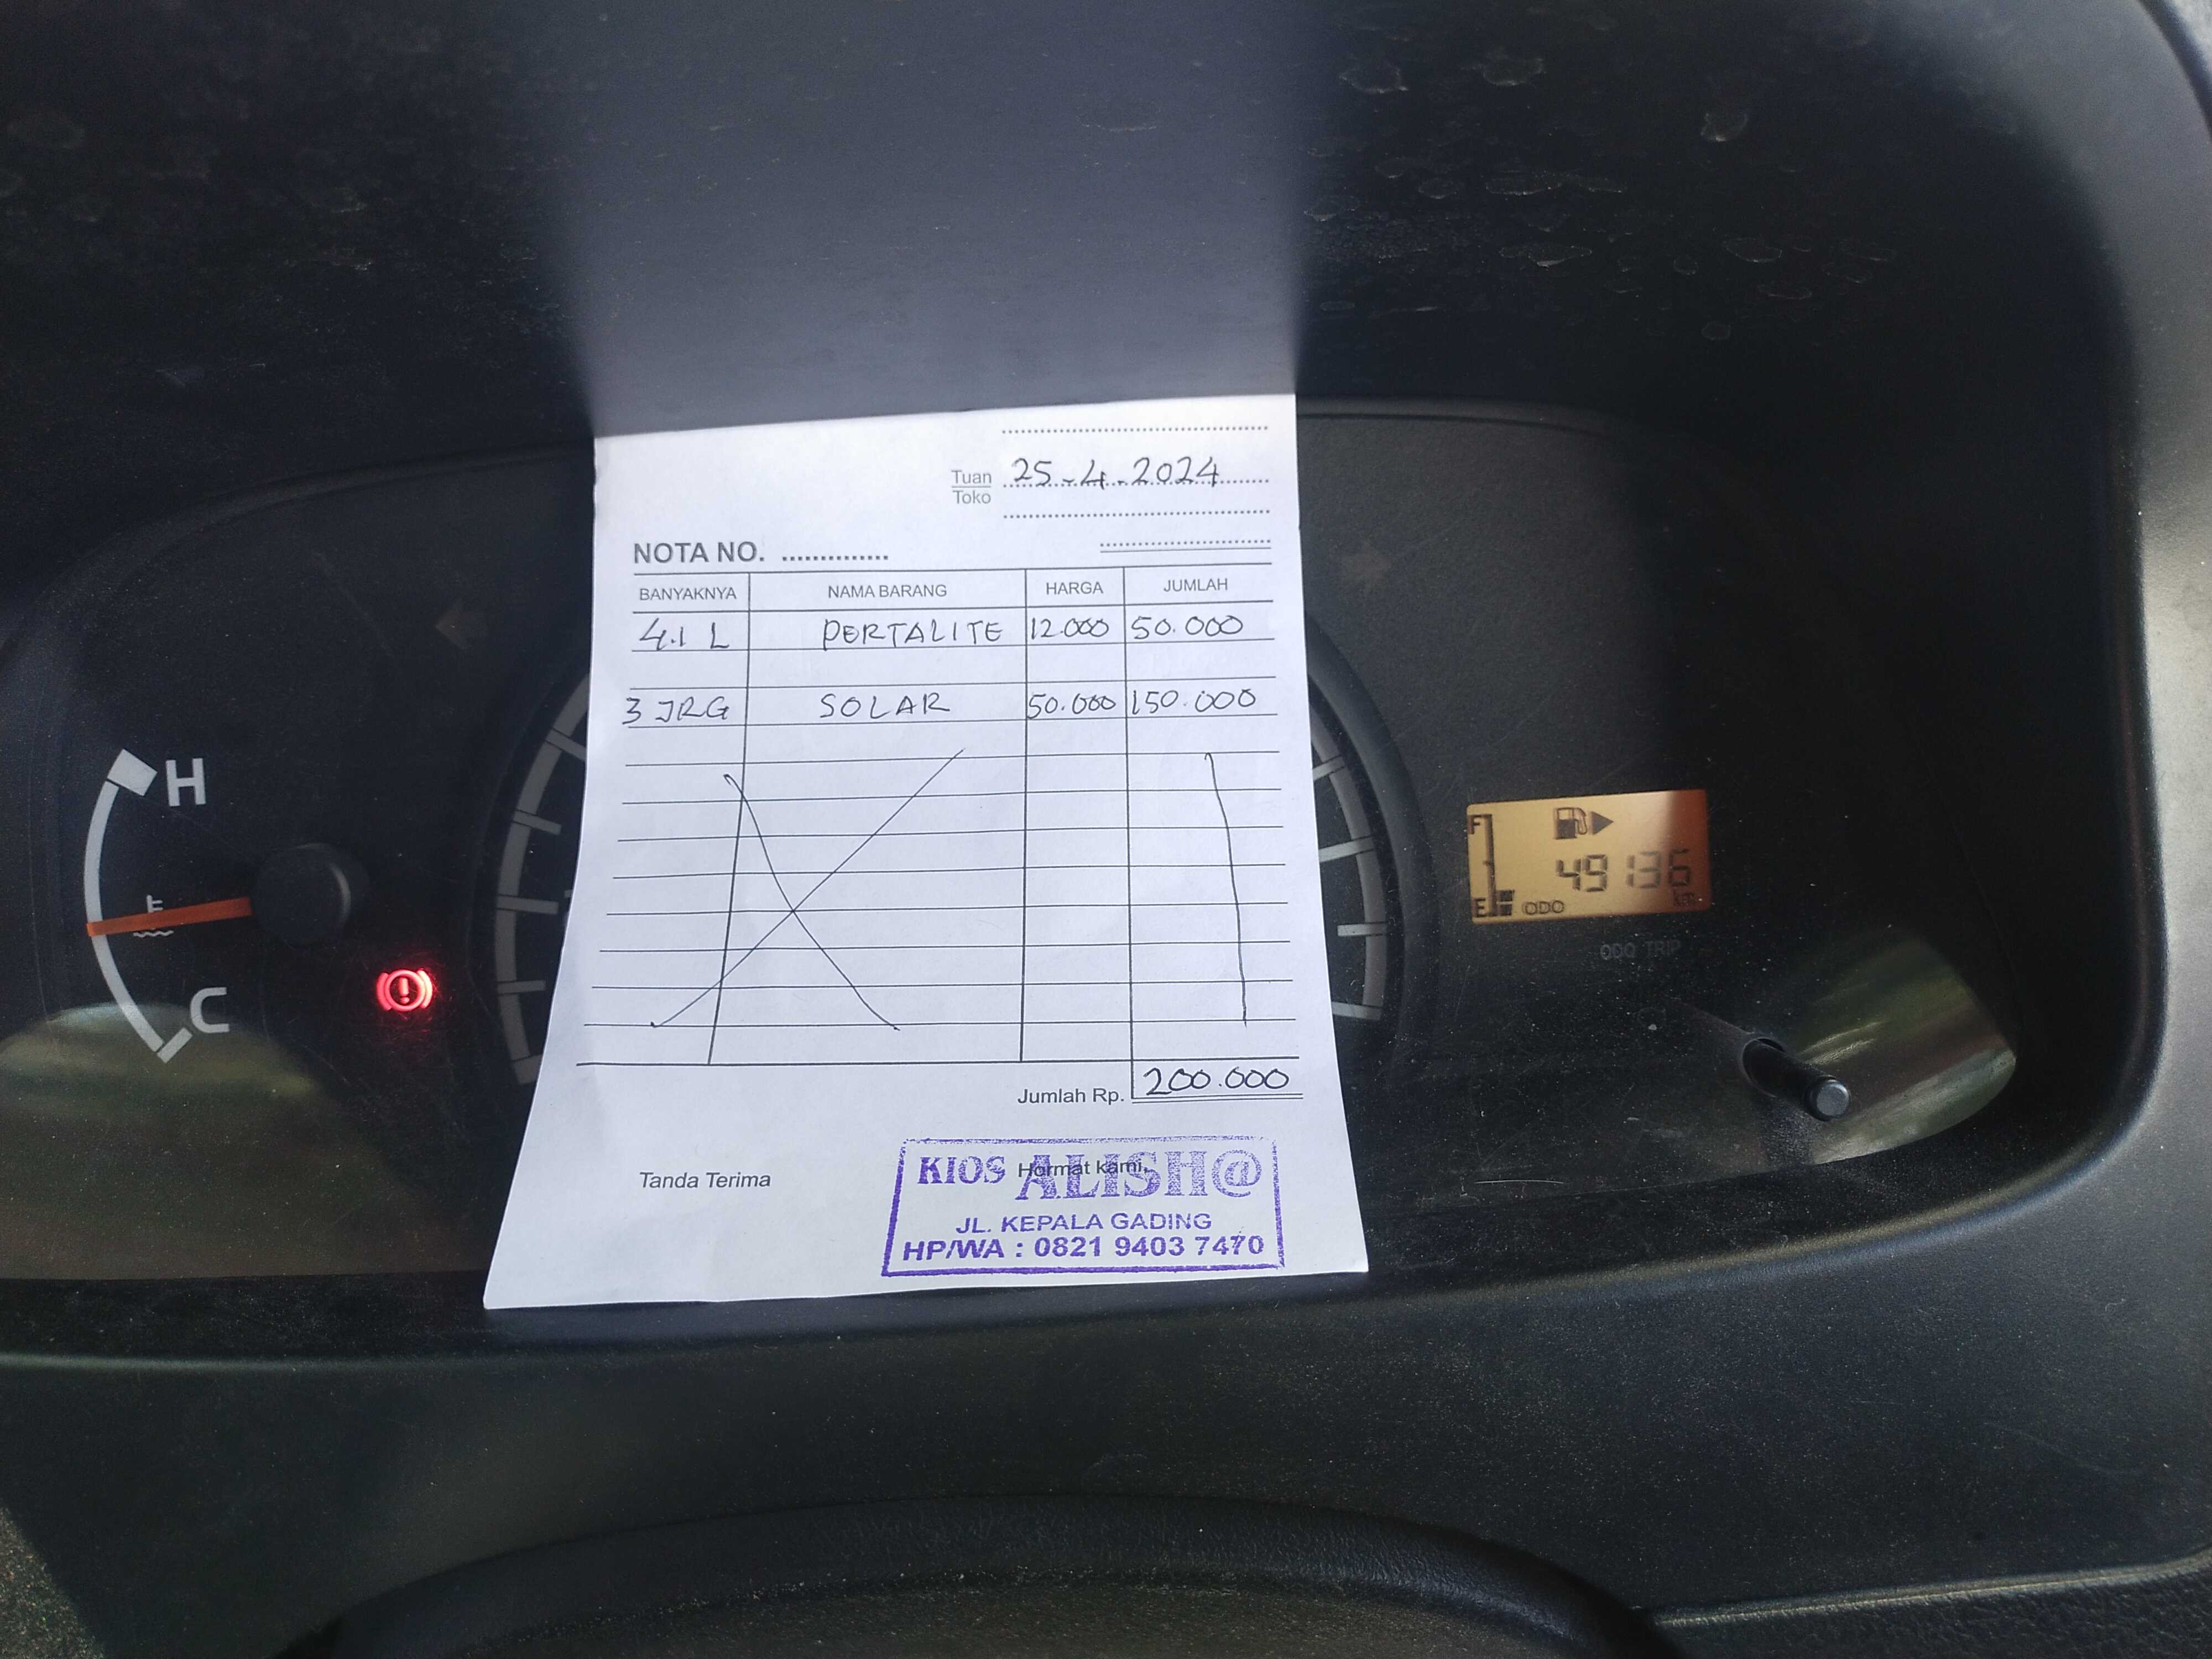 Tuan 25-4-2024
Toko
NOTA NO. ..............
BANYAKNYA NAMA BARANG HARGA JUMLAH
4.1 L PERTALITE 12.000 50.000
3 JRG SOLAR 50.000 150.000
Jumlah Rp. 200.000
Tanda Terima Hormat kami,
KIOS ALISH@
JL. KEPALA GADING
HP/WA : 0821 9403 7470
H
C
F
49136
E ODO km
ODO TRIP